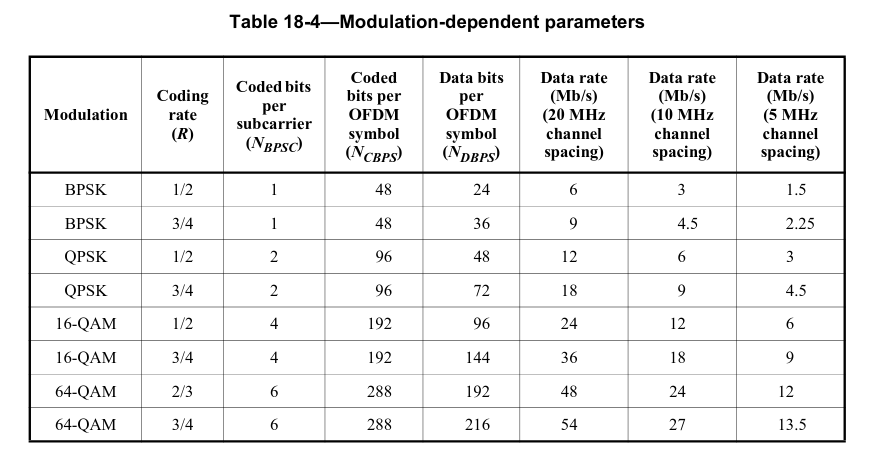 Table 18-4—Modulation-dependent parameters
Modulation
Coding
rate
(R)
Coded bits
per
subcarrier
(N_BPSC)
Coded
bits per
OFDM
symbol
(N_CBPS)
Data bits
per
OFDM
symbol
(N_DBPS)
Data rate
(Mb/s)
(20 MHz
channel
spacing)
Data rate
(Mb/s)
(10 MHz
channel
spacing)
Data rate
(Mb/s)
(5 MHz
channel
spacing)
BPSK 1/2 1 48 24 6 3 1.5
BPSK 3/4 1 48 36 9 4.5 2.25
QPSK 1/2 2 96 48 12 6 3
QPSK 3/4 2 96 72 18 9 4.5
16-QAM 1/2 4 192 96 24 12 6
16-QAM 3/4 4 192 144 36 18 9
64-QAM 2/3 6 288 192 48 24 12
64-QAM 3/4 6 288 216 54 27 13.5